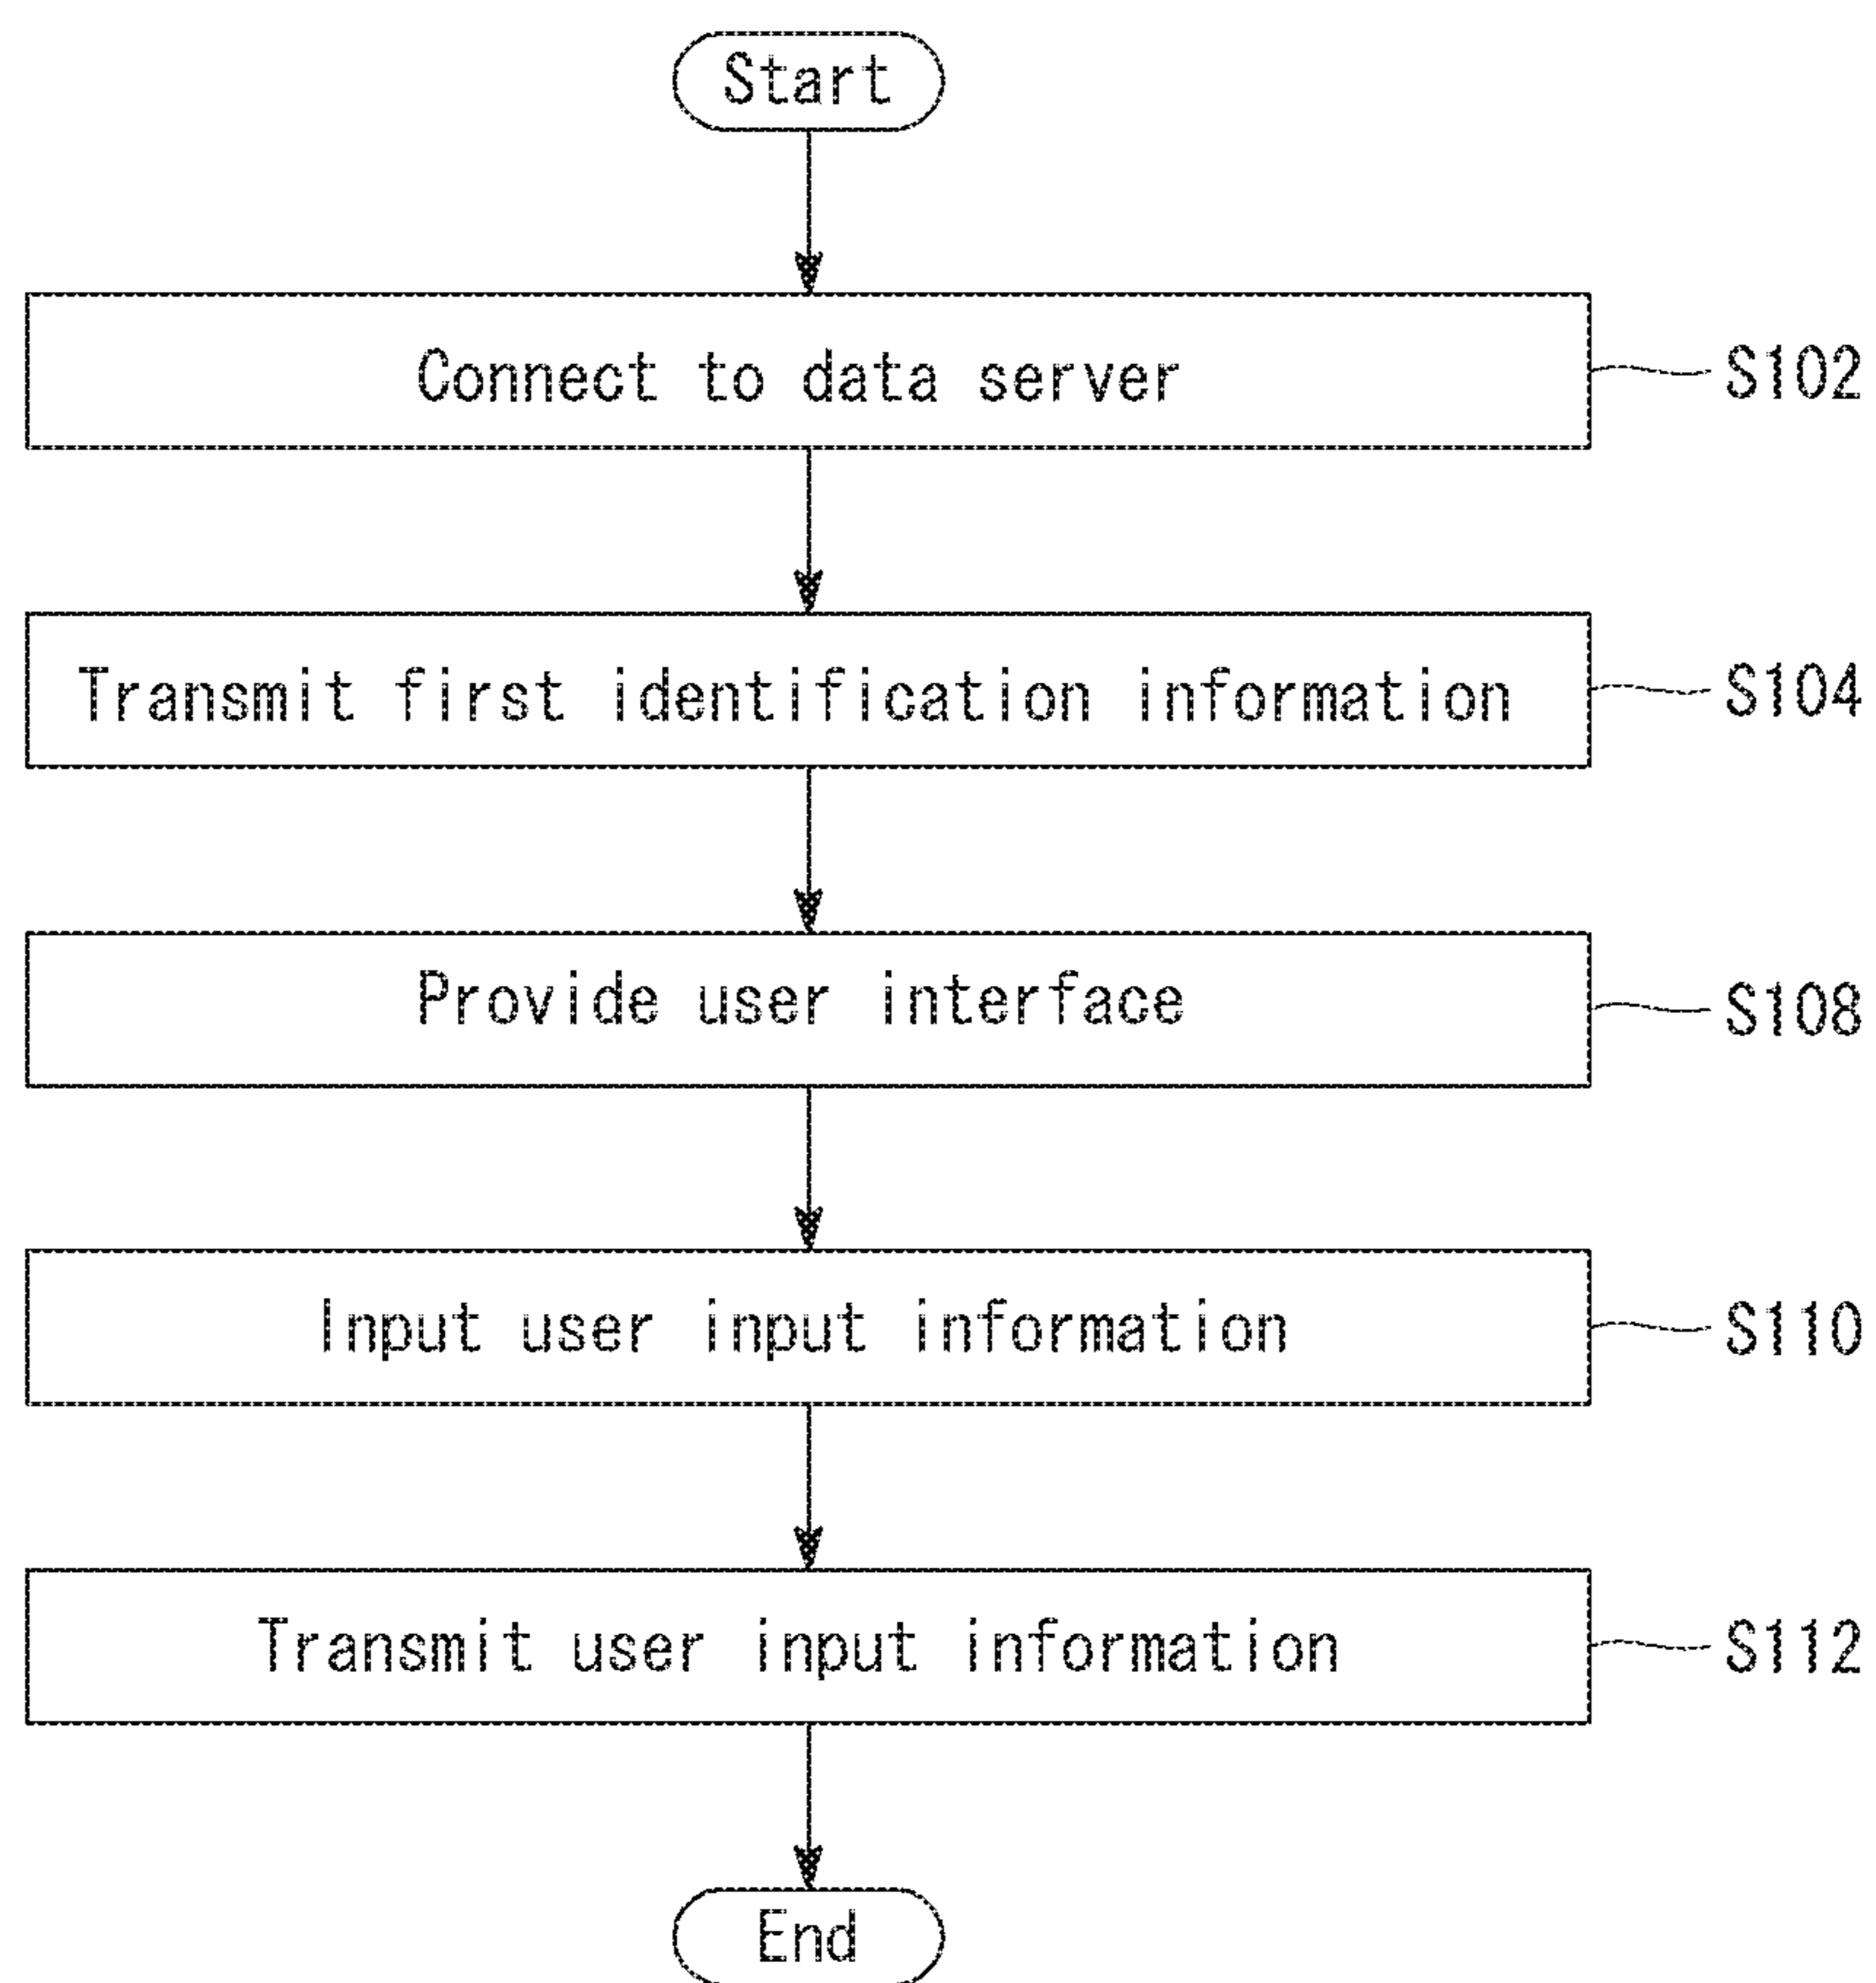 Start
Connect to data server
S102
Transmit first identification information
S104
Provide user interface
S108
Input user input information
S110
Transmit user input information
S112
End